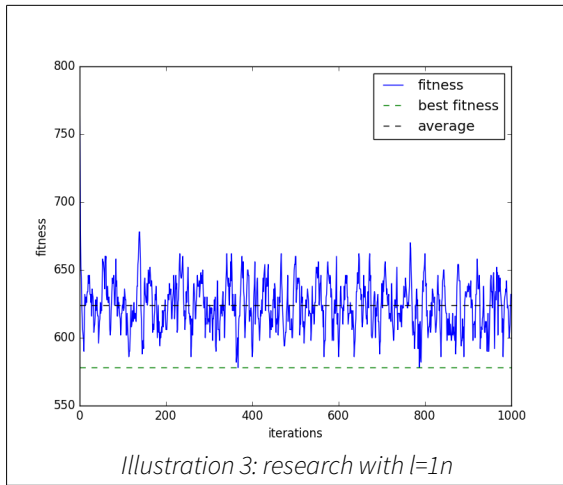 800
750
700
650
600
550
fitness
fitness
best fitness
average
0
200
400
600
800
1000
iterations
Illustration 3: research with l=1n